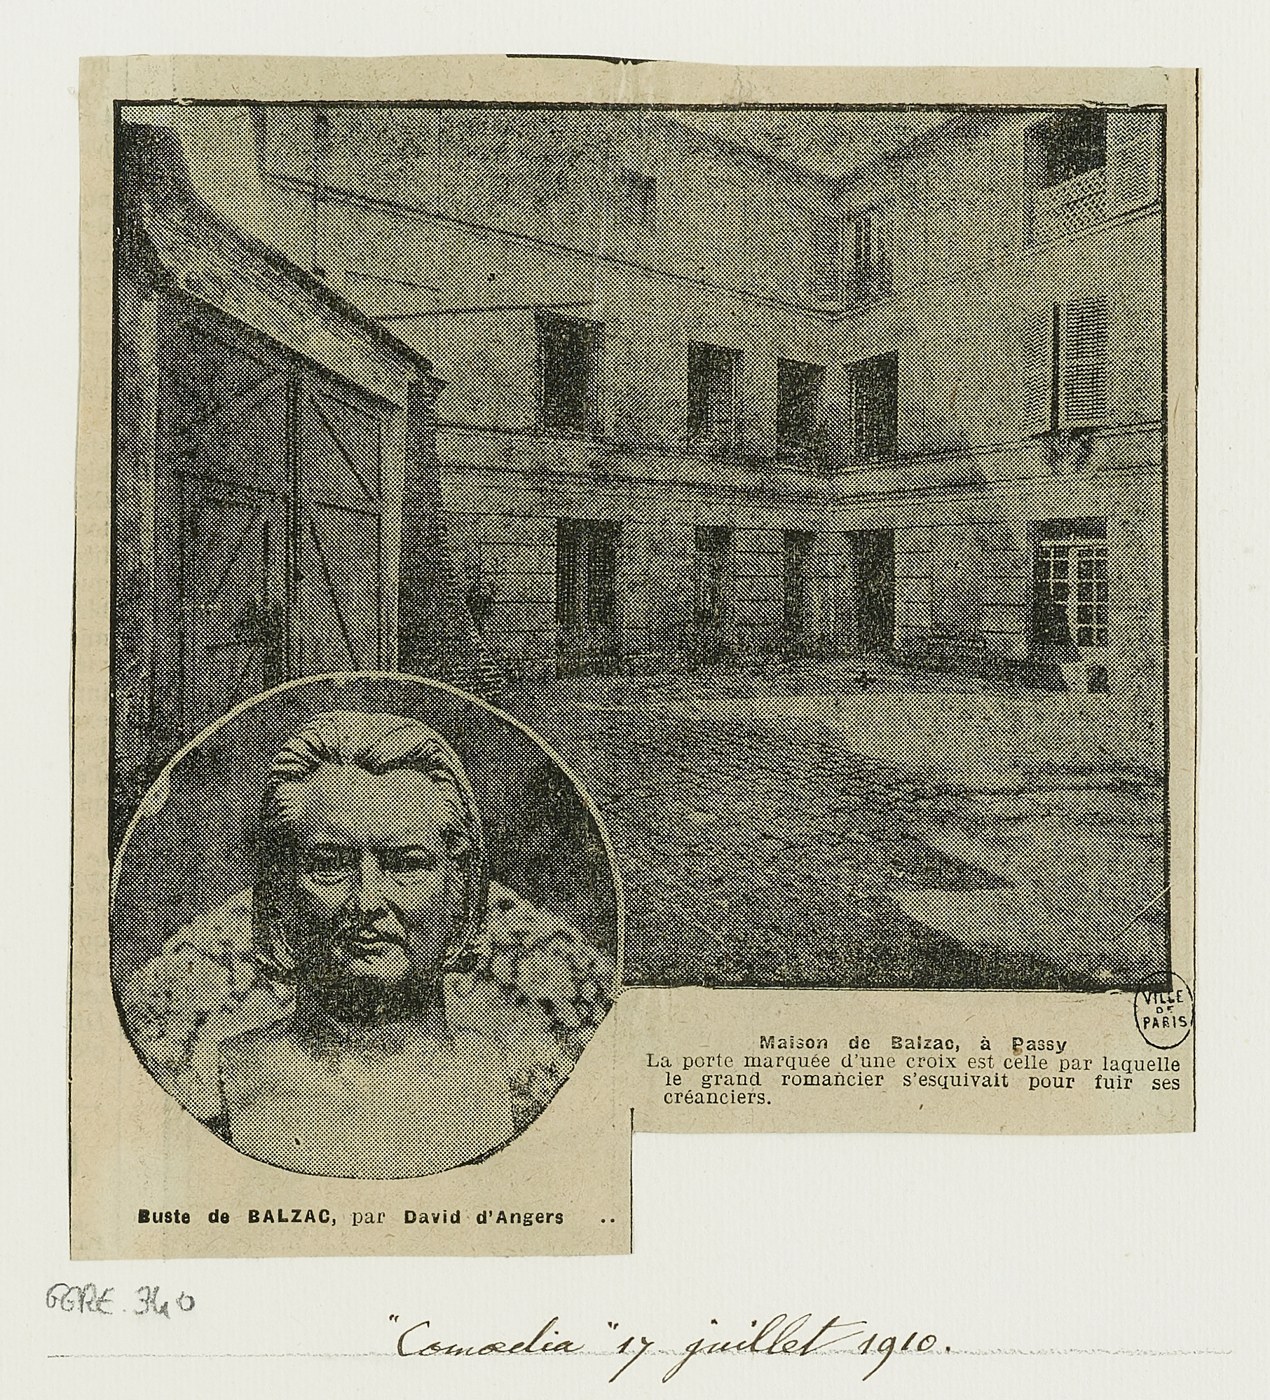 VILLE
DE
PARIS
Maison de Balzac, à Passy
La porte marquée d'une croix est celle par laquelle
le grand romancier s'esquivait pour fuir ses
créanciers.
Buste de BALZAC, par David d'Angers ..
340
"Comœdia" 17 juillet 1910.